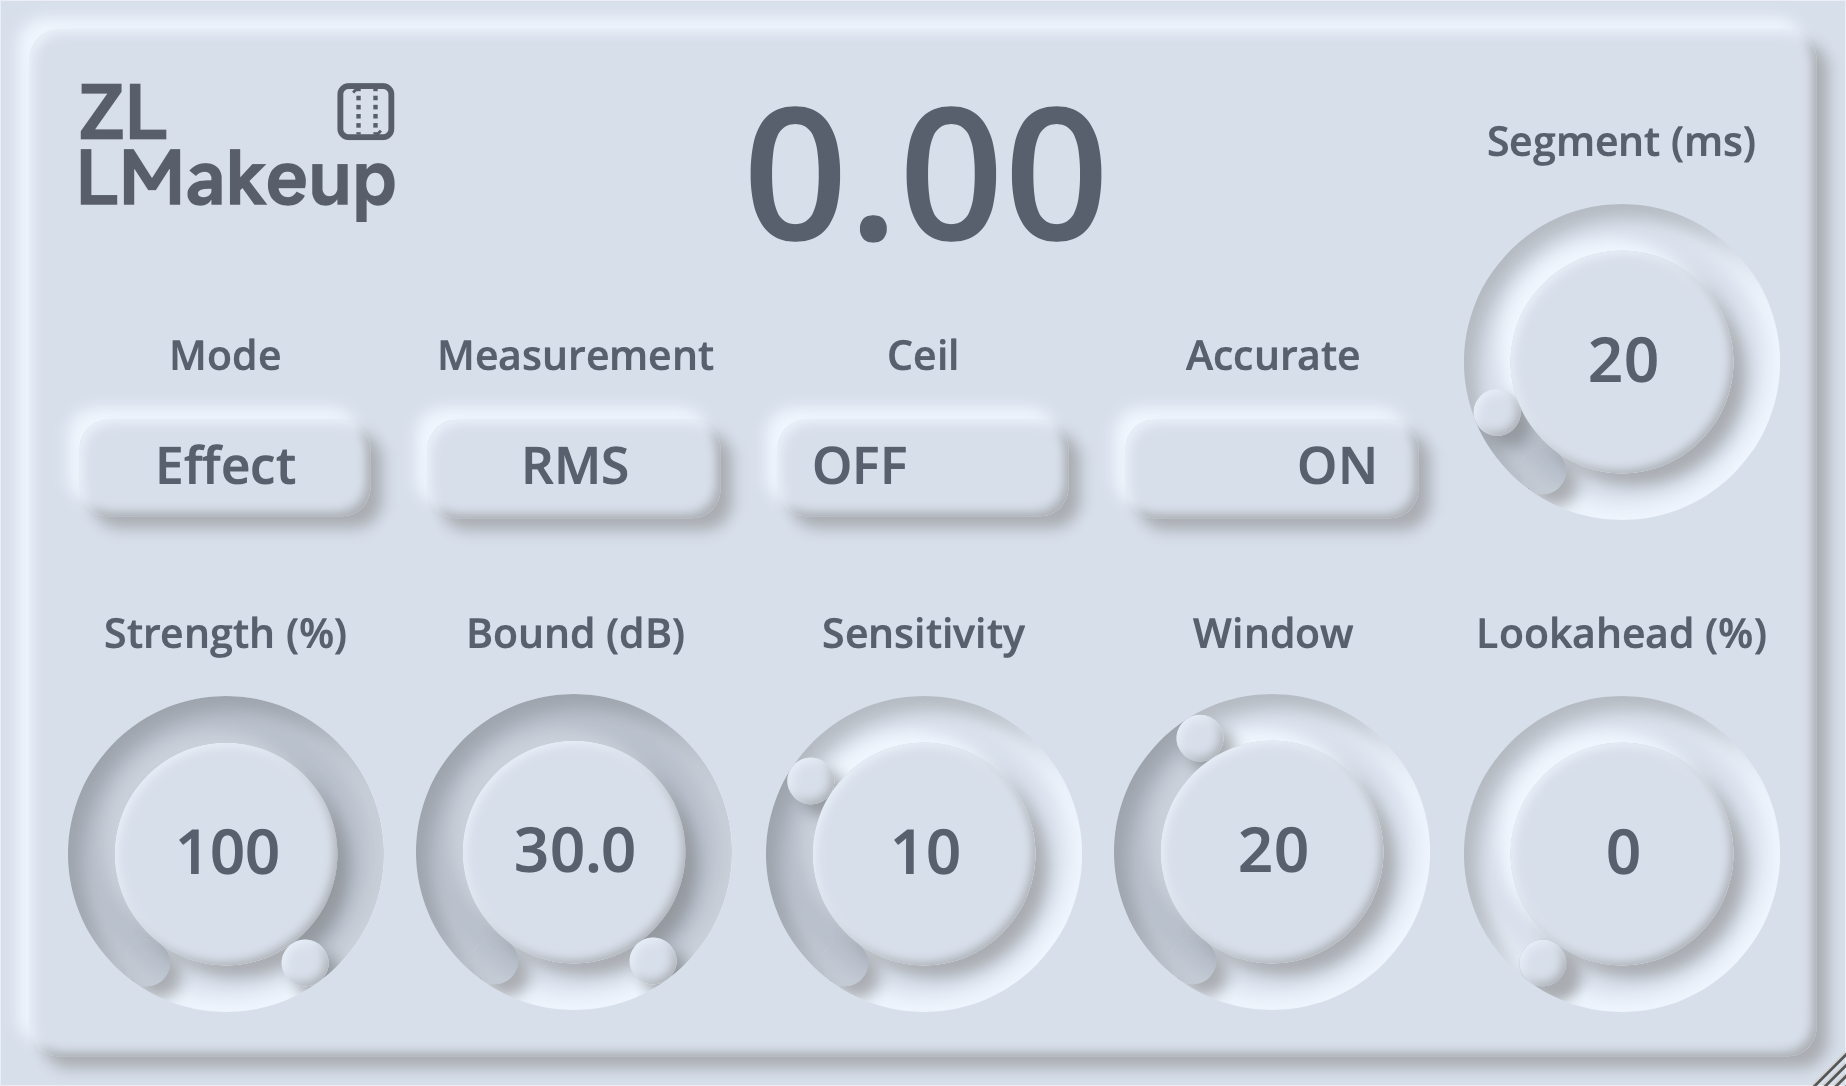 ZL
LMakeup
0.00
Segment (ms)
20
Mode Measurement Ceil Accurate
Effect RMS OFF ON
Strength (%) Bound (dB) Sensitivity Window Lookahead (%)
100 30.0 10 20 0